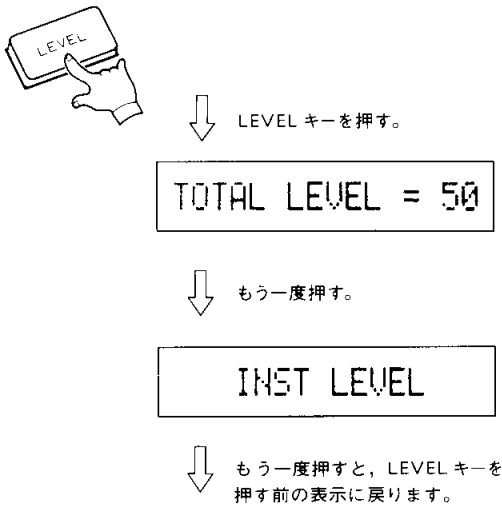 LEVEL
LEVEL キーを押す。
TOTAL LEVEL = 50
もう一度押す。
INST LEVEL
もう一度押すと，LEVEL キーを
押す前の表示に戻ります。